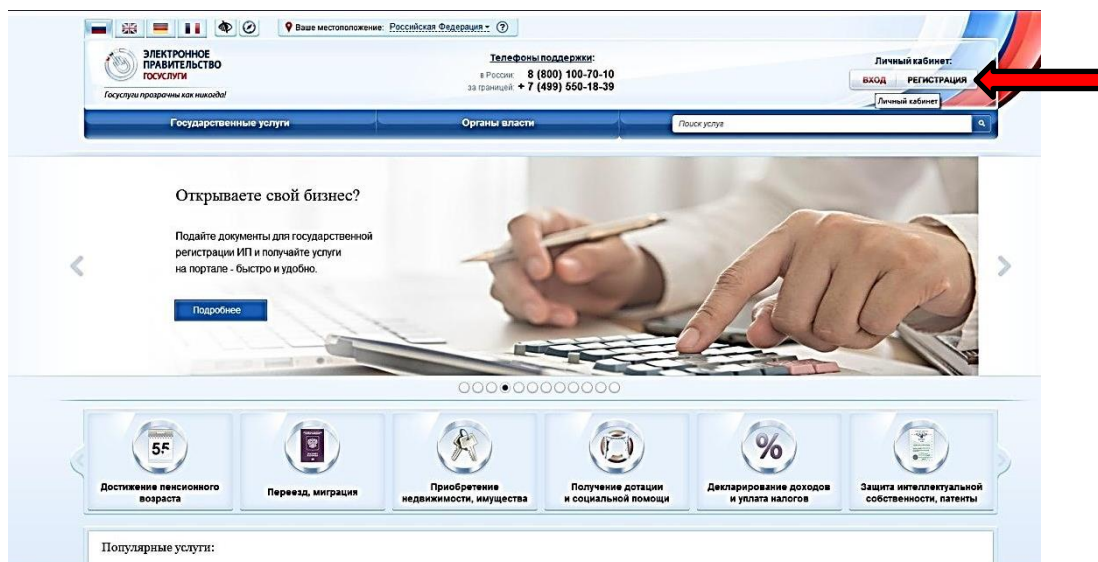 Ваше местоположение: Российская Федерация
ЭЛЕКТРОННОЕ
ПРАВИТЕЛЬСТВО
ГОСУСЛУГИ
Госуслуги прозрачны как никогда!
Телефоны поддержки:
в России: 8 (800) 100-70-10
за границей: + 7 (499) 550-18-39
Личный кабинет:
ВХОД РЕГИСТРАЦИЯ
Личный кабинет
Государственные услуги Органы власти Поиск услуг
Открываете свой бизнес?
Подайте документы для государственной
регистрации ИП и получайте услуги
на портале - быстро и удобно.
Подробнее
55
%
Достижение пенсионного
возраста
Переезд, миграция
Приобретение
недвижимости, имущества
Получение дотации
и социальной помощи
Декларирование доходов
и уплата налогов
Защита интеллектуальной
собственности, патенты
Популярные услуги: